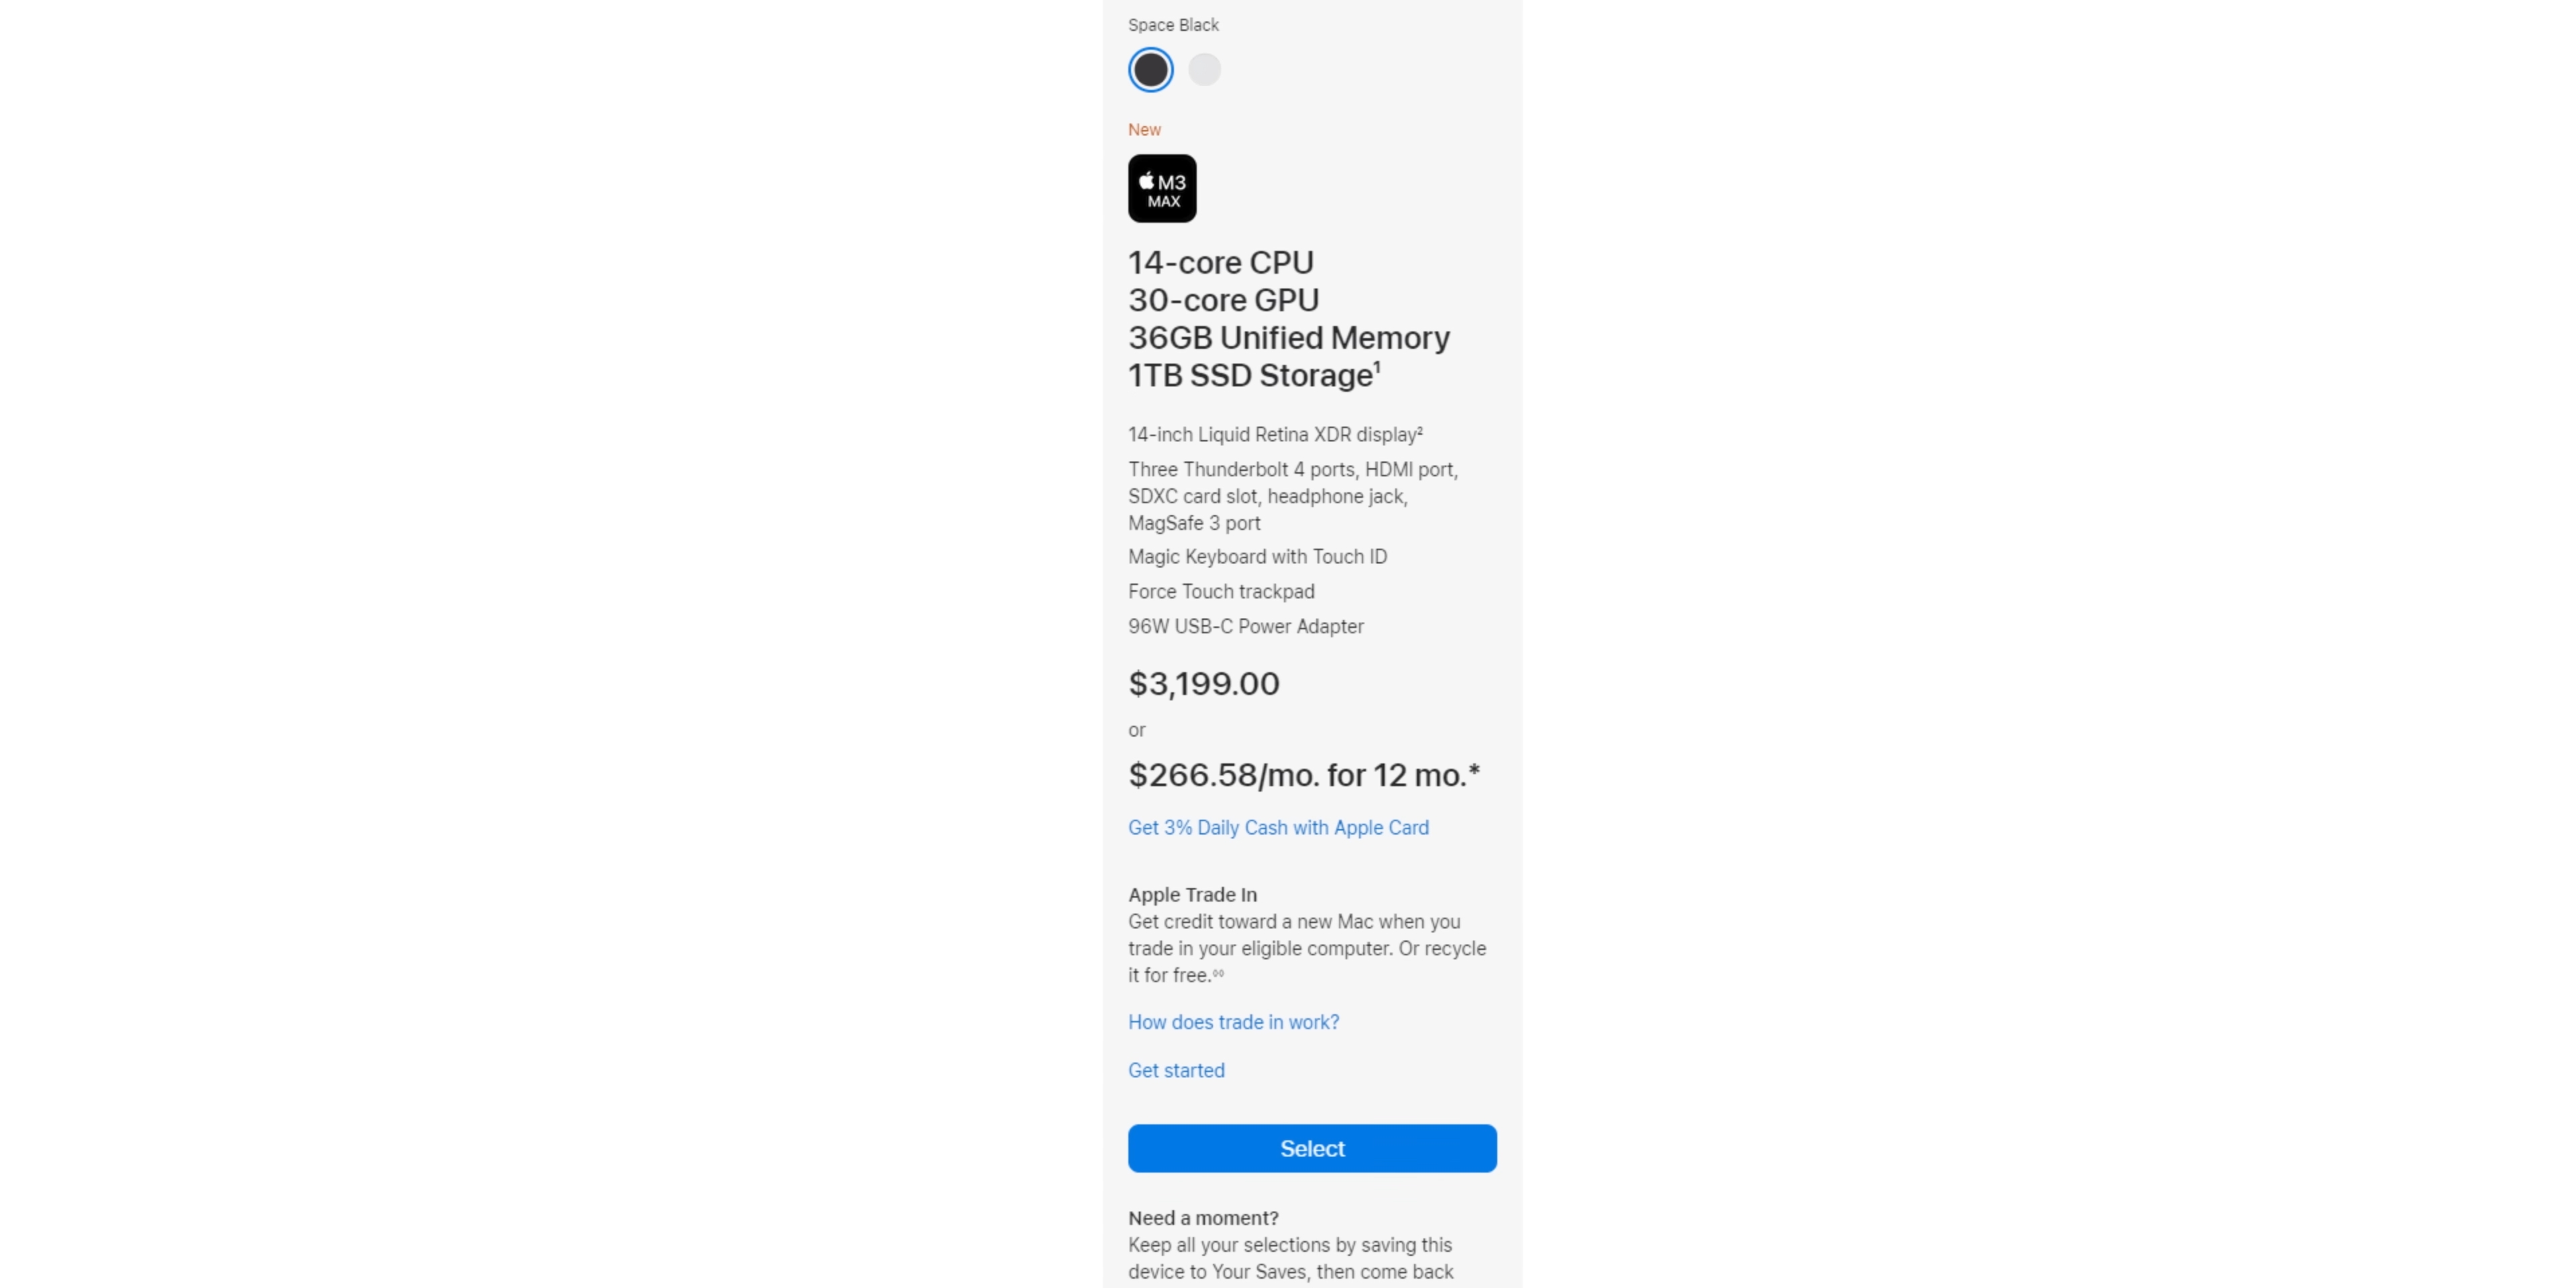 Space Black
New
M3
MAX
14-core CPU
30-core GPU
36GB Unified Memory
1TB SSD Storage¹
14-inch Liquid Retina XDR display²
Three Thunderbolt 4 ports, HDMI port,
SDXC card slot, headphone jack,
MagSafe 3 port
Magic Keyboard with Touch ID
Force Touch trackpad
96W USB-C Power Adapter
$3,199.00
or
$266.58/mo. for 12 mo.*
Get 3% Daily Cash with Apple Card
Apple Trade In
Get credit toward a new Mac when you
trade in your eligible computer. Or recycle
it for free.◊◊
How does trade in work?
Get started
Select
Need a moment?
Keep all your selections by saving this
device to Your Saves, then come back